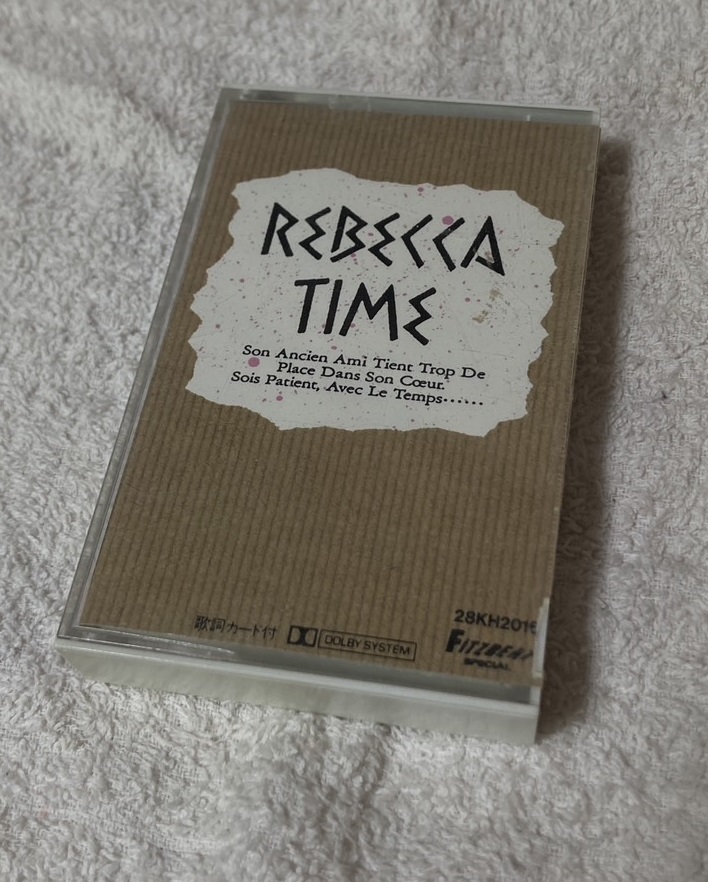 REBECCA
TIME
Son Ancien Ami Tient Trop De
Place Dans Son Cœur.
Sois Patient, Avec Le Temps······
28KH2016
歌詞カード付 DOLBY SYSTEM
FITZBEAT
SPECIAL